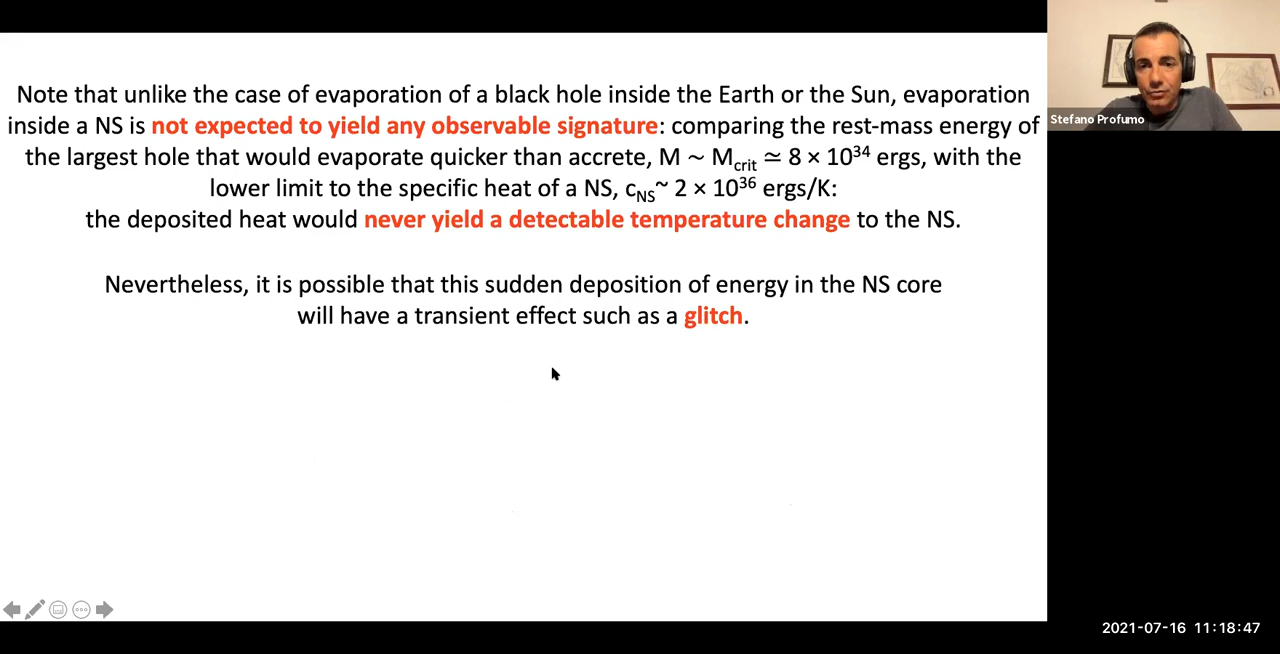 Note that unlike the case of evaporation of a black hole inside the Earth or the Sun, evaporation
inside a NS is not expected to yield any observable signature: comparing the rest-mass energy of
the largest hole that would evaporate quicker than accrete, M ~ Mcrit ≃ 8 × 10³⁴ ergs, with the
lower limit to the specific heat of a NS, cNS~ 2 × 10³⁶ ergs/K:
the deposited heat would never yield a detectable temperature change to the NS.
Nevertheless, it is possible that this sudden deposition of energy in the NS core
will have a transient effect such as a glitch.
Stefano Profumo
2021-07-16 11:18:47